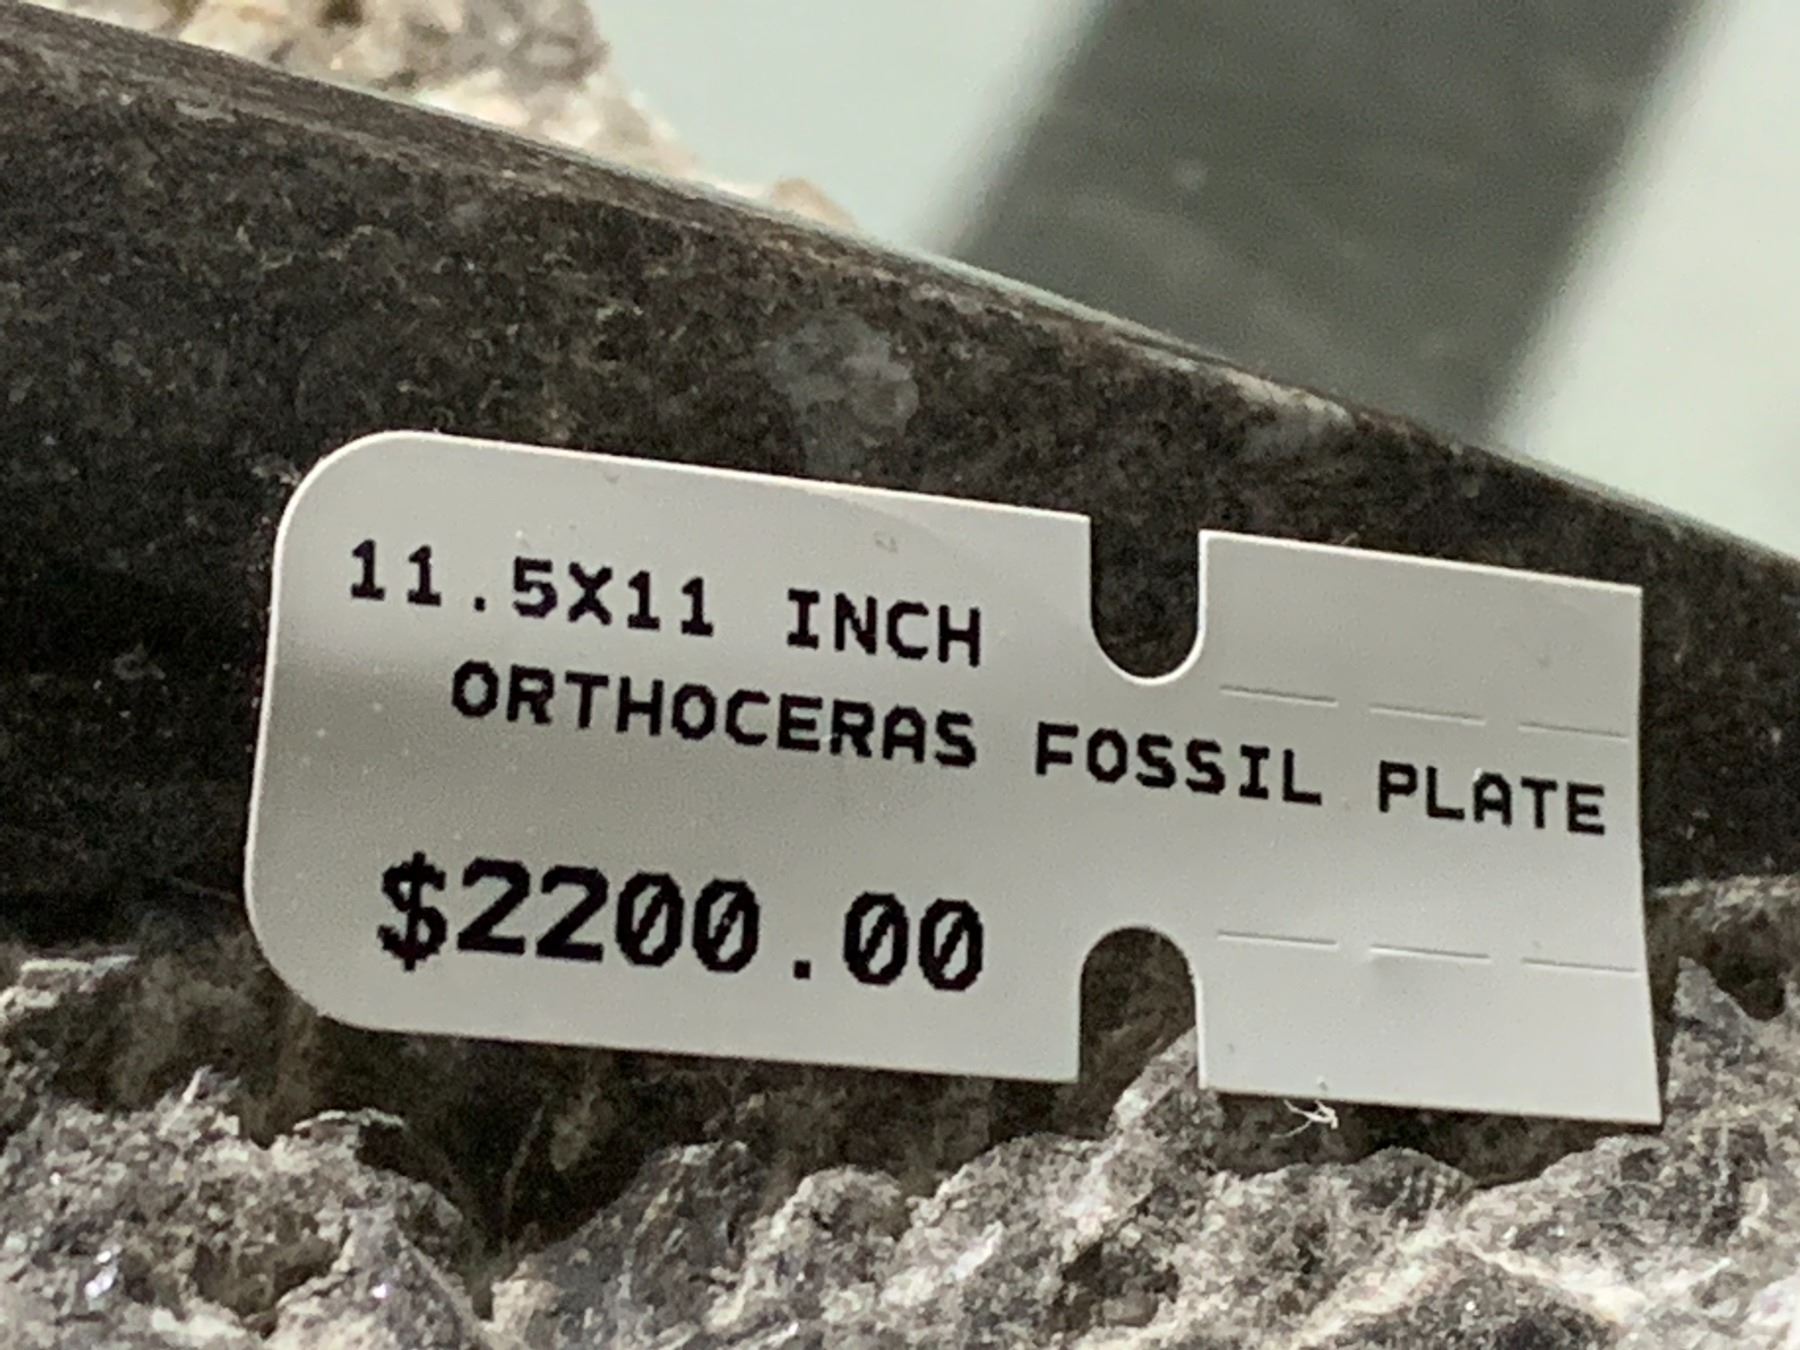 11.5X11 INCH
ORTHOCERAS FOSSIL PLATE
$2200.00